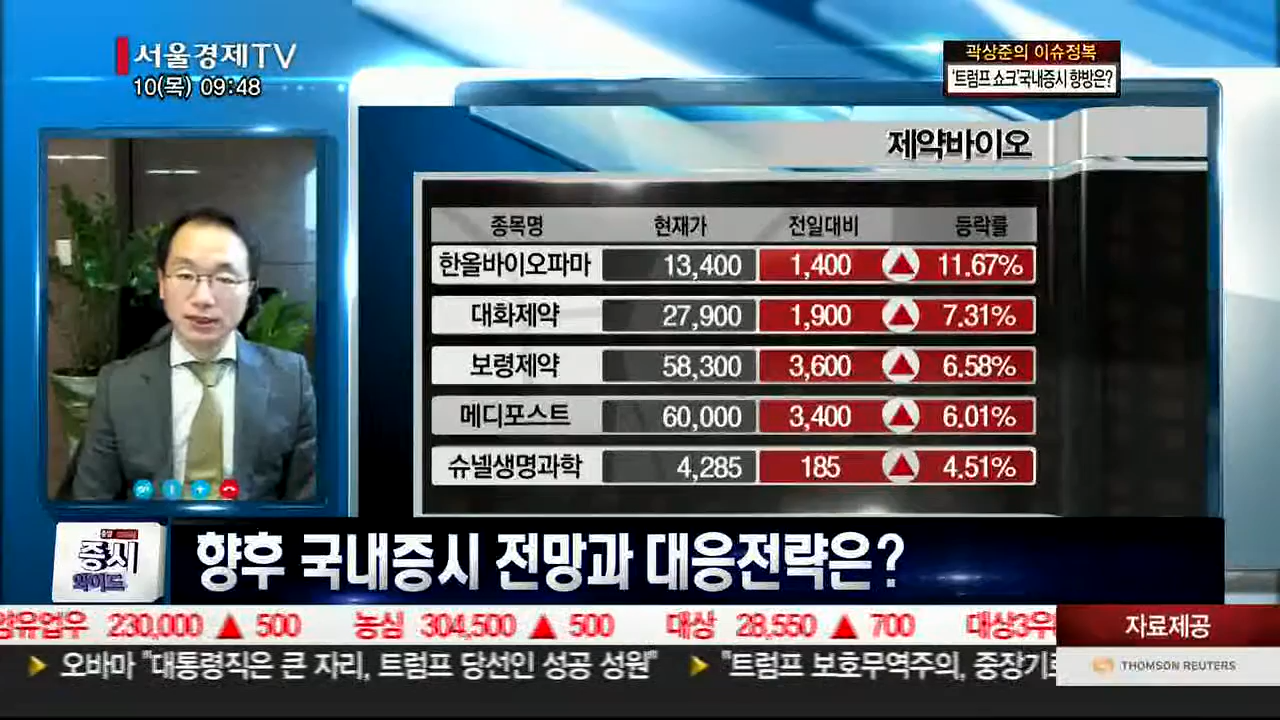 서울경제TV
10(목) 09:48
곽상준의 이슈정복
'트럼프 쇼크'국내증시 향방은?
제약바이오
종목명 현재가 전일대비 등락률
한올바이오파마 13,400 1,400 ▲ 11.67%
대화제약 27,900 1,900 ▲ 7.31%
보령제약 58,300 3,600 ▲ 6.58%
메디포스트 60,000 3,400 ▲ 6.01%
슈넬생명과학 4,285 185 ▲ 4.51%
증시
와이드
향후 국내증시 전망과 대응전략은?
양유업우 230,000 ▲ 500 농심 304,500 ▲ 500 대상 28,550 ▲ 700 대상3우
자료제공
오바마 "대통령직은 큰 자리, 트럼프 당선인 성공 성원" "트럼프 보호무역주의, 중장기
THOMSON REUTERS